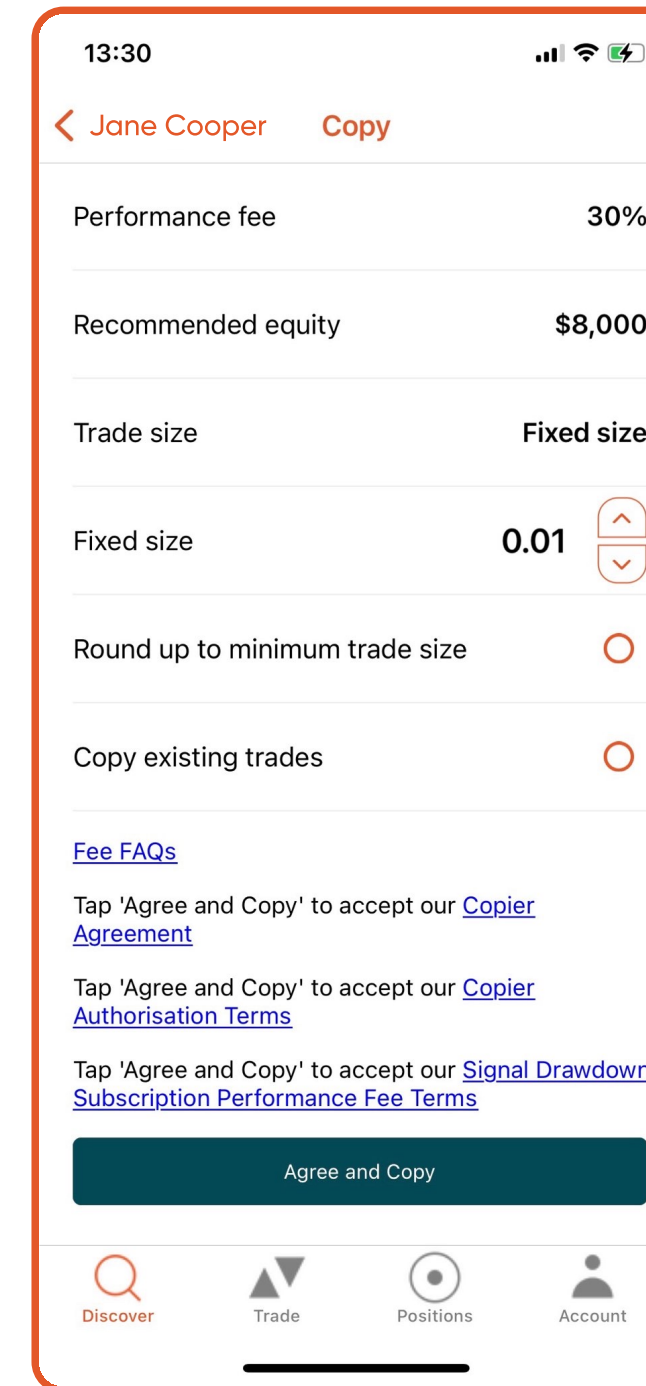 13:30
Jane Cooper Copy
Performance fee 30%
Recommended equity $8,000
Trade size Fixed size
Fixed size 0.01
Round up to minimum trade size
Copy existing trades
Fee FAQs
Tap 'Agree and Copy' to accept our Copier
Agreement
Tap 'Agree and Copy' to accept our Copier
Authorisation Terms
Tap 'Agree and Copy' to accept our Signal Drawdown
Subscription Performance Fee Terms
Agree and Copy
Discover Trade Positions Account